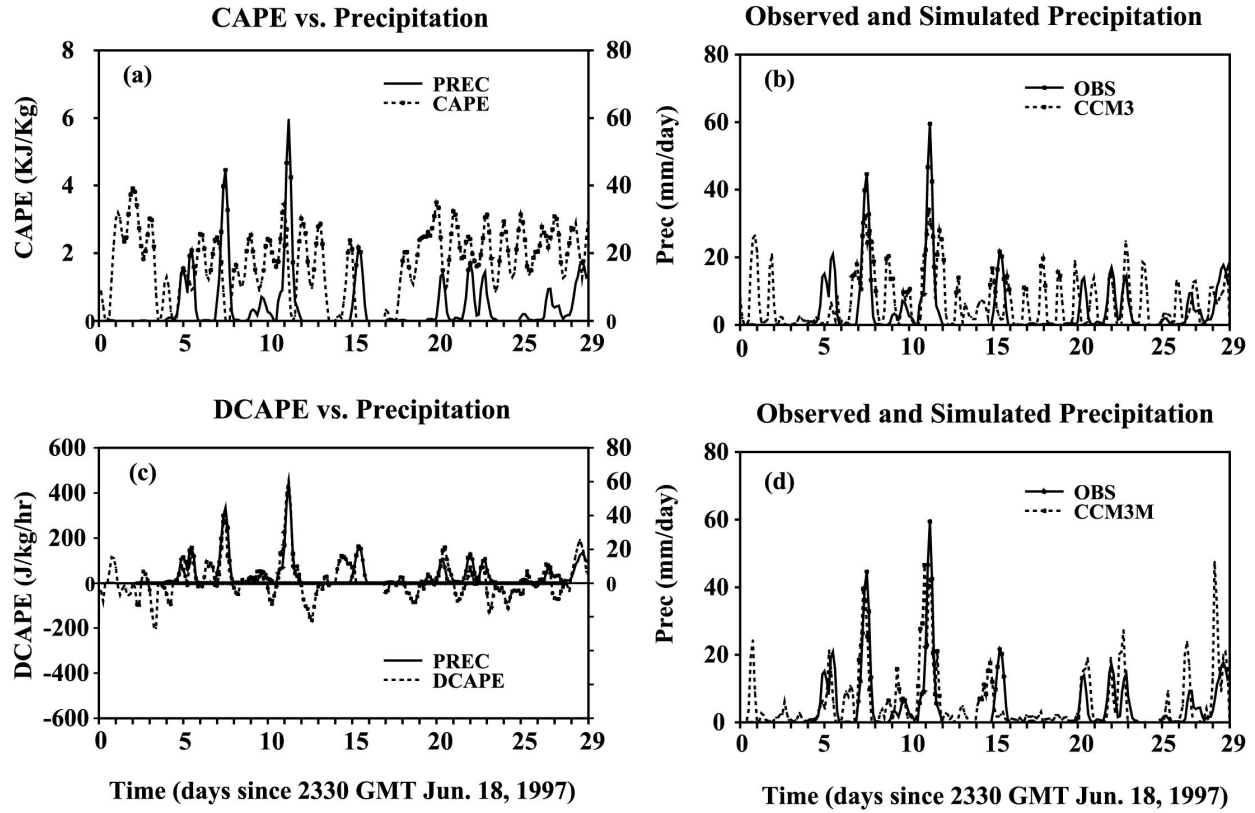 CAPE vs. Precipitation
(a)
PREC
CAPE
CAPE (KJ/Kg)
8
6
4
2
0
80
60
40
20
0
0 5 10 15 20 25 29
Observed and Simulated Precipitation
(b)
OBS
CCM3
Prec (mm/day)
80
60
40
20
0
0 5 10 15 20 25 29
DCAPE vs. Precipitation
(c)
PREC
DCAPE
DCAPE (J/kg/hr)
600
400
200
0
-200
-400
-600
80
60
40
20
0
0 5 10 15 20 25 29
Time (days since 2330 GMT Jun. 18, 1997)
Observed and Simulated Precipitation
(d)
OBS
CCM3M
Prec (mm/day)
80
60
40
20
0
0 5 10 15 20 25 29
Time (days since 2330 GMT Jun. 18, 1997)